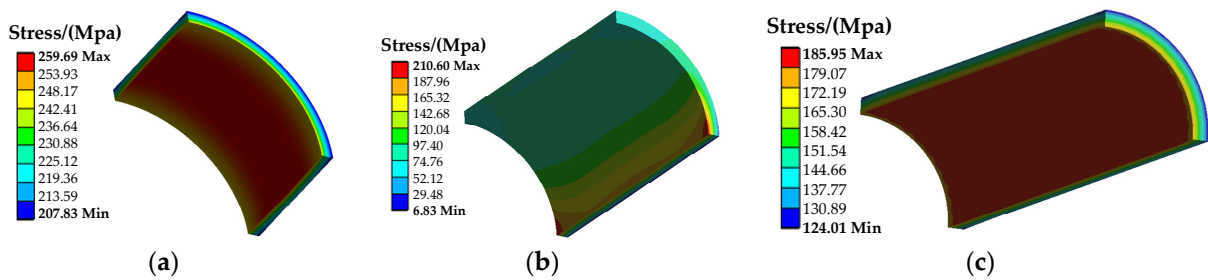 Stress/(Mpa)
259.69 Max
253.93
248.17
242.41
236.64
230.88
225.12
219.36
213.59
207.83 Min
(a)
Stress/(Mpa)
210.60 Max
187.96
165.32
142.68
120.04
97.40
74.76
52.12
29.48
6.83 Min
(b)
Stress/(Mpa)
185.95 Max
179.07
172.19
165.30
158.42
151.54
144.66
137.77
130.89
124.01 Min
(c)